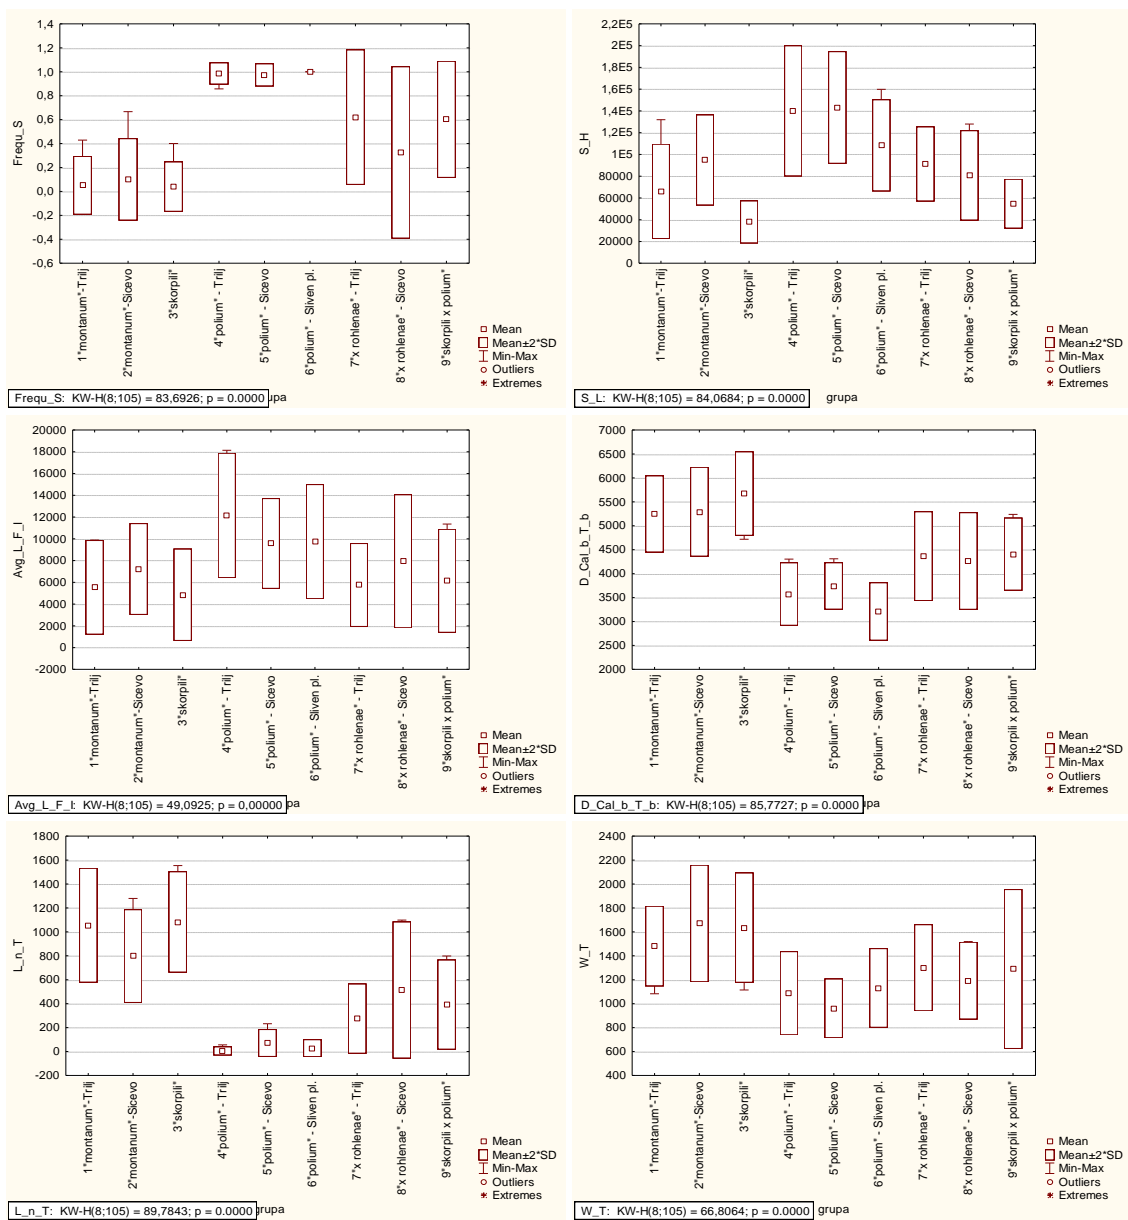 1,4
1,2
1,0
0,8
0,6
0,4
0,2
0,0
-0,2
-0,4
-0,6
Frequ_S
1"montanum"-Trilj
2"montanum"-Sicevo
3"skorpili"
4"polium" - Trilj
5"polium" - Sicevo
6"polium" - Sliven pl.
7"x rohlenae" - Trilj
8"x rohlenae" - Sicevo
9"skorpili x polium"
Mean
Mean±2*SD
Min-Max
Outliers
Extremes
Frequ_S: KW-H(8;105) = 83,6926; p = 0.0000
upa
2,2E5
2E5
1,8E5
1,6E5
1,4E5
1,2E5
1E5
80000
60000
40000
20000
0
S_H
1"montanum"-Trilj
2"montanum"-Sicevo
3"skorpili"
4"polium" - Trilj
5"polium" - Sicevo
6"polium" - Sliven pl.
7"x rohlenae" - Trilj
8"x rohlenae" - Sicevo
9"skorpili x polium"
Mean
Mean±2*SD
Min-Max
Outliers
Extremes
S_L: KW-H(8;105) = 84,0684; p = 0.0000
grupa
20000
18000
16000
14000
12000
10000
8000
6000
4000
2000
0
-2000
Avg_L_F_I
1"montanum"-Trilj
2"montanum"-Sicevo
3"skorpili"
4"polium" - Trilj
5"polium" - Sicevo
6"polium" - Sliven pl.
7"x rohlenae" - Trilj
8"x rohlenae" - Sicevo
9"skorpili x polium"
Mean
Mean±2*SD
Min-Max
Outliers
Extremes
Avg_L_F_I: KW-H(8;105) = 49,0925; p = 0,00000
pa
7000
6500
6000
5500
5000
4500
4000
3500
3000
2500
2000
D_Cal_b_T_b
1"montanum"-Trilj
2"montanum"-Sicevo
3"skorpili"
4"polium" - Trilj
5"polium" - Sicevo
6"polium" - Sliven pl.
7"x rohlenae" - Trilj
8"x rohlenae" - Sicevo
9"skorpili x polium"
Mean
Mean±2*SD
Min-Max
Outliers
Extremes
D_Cal_b_T_b: KW-H(8;105) = 85,7727; p = 0.0000
upa
1800
1600
1400
1200
1000
800
600
400
200
0
-200
L_n_T
1"montanum"-Trilj
2"montanum"-Sicevo
3"skorpili"
4"polium" - Trilj
5"polium" - Sicevo
6"polium" - Sliven pl.
7"x rohlenae" - Trilj
8"x rohlenae" - Sicevo
9"skorpili x polium"
Mean
Mean±2*SD
Min-Max
Outliers
Extremes
L_n_T: KW-H(8;105) = 89,7843; p = 0.0000
grupa
2400
2200
2000
1800
1600
1400
1200
1000
800
600
400
W_T
1"montanum"-Trilj
2"montanum"-Sicevo
3"skorpili"
4"polium" - Trilj
5"polium" - Sicevo
6"polium" - Sliven pl.
7"x rohlenae" - Trilj
8"x rohlenae" - Sicevo
9"skorpili x polium"
Mean
Mean±2*SD
Min-Max
Outliers
Extremes
W_T: KW-H(8;105) = 66,8064; p = 0.0000
grupa